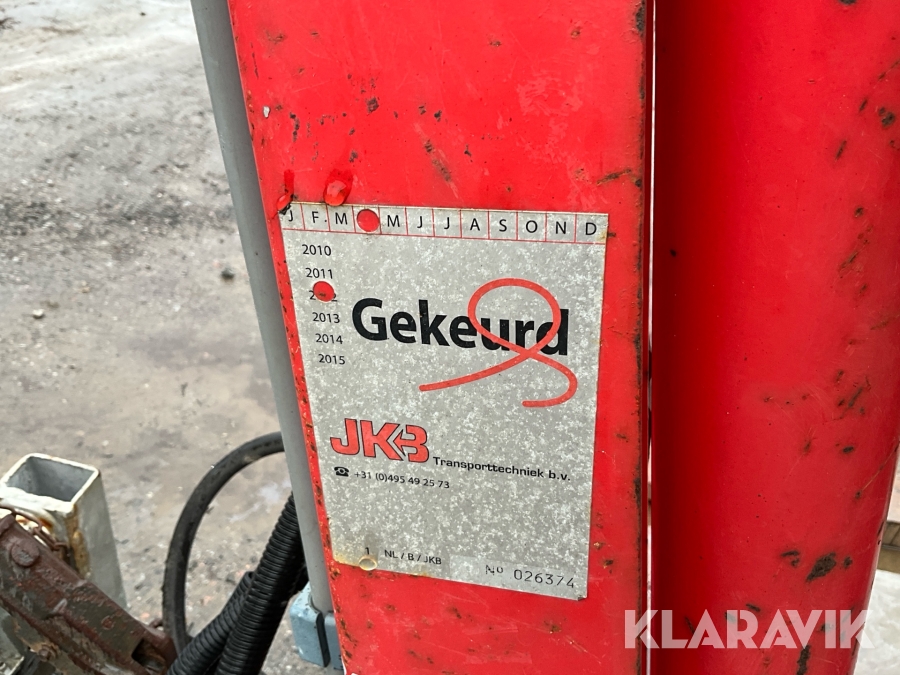 J F. M M J J A S O N D
2010
2011
2013
2014
2015
Gekeurd
JKB
Transporttechniek b.v.
☎ +31 (0)495 49 25 73
1 NL / B / JKB
Nº 026374
KLARAVIK